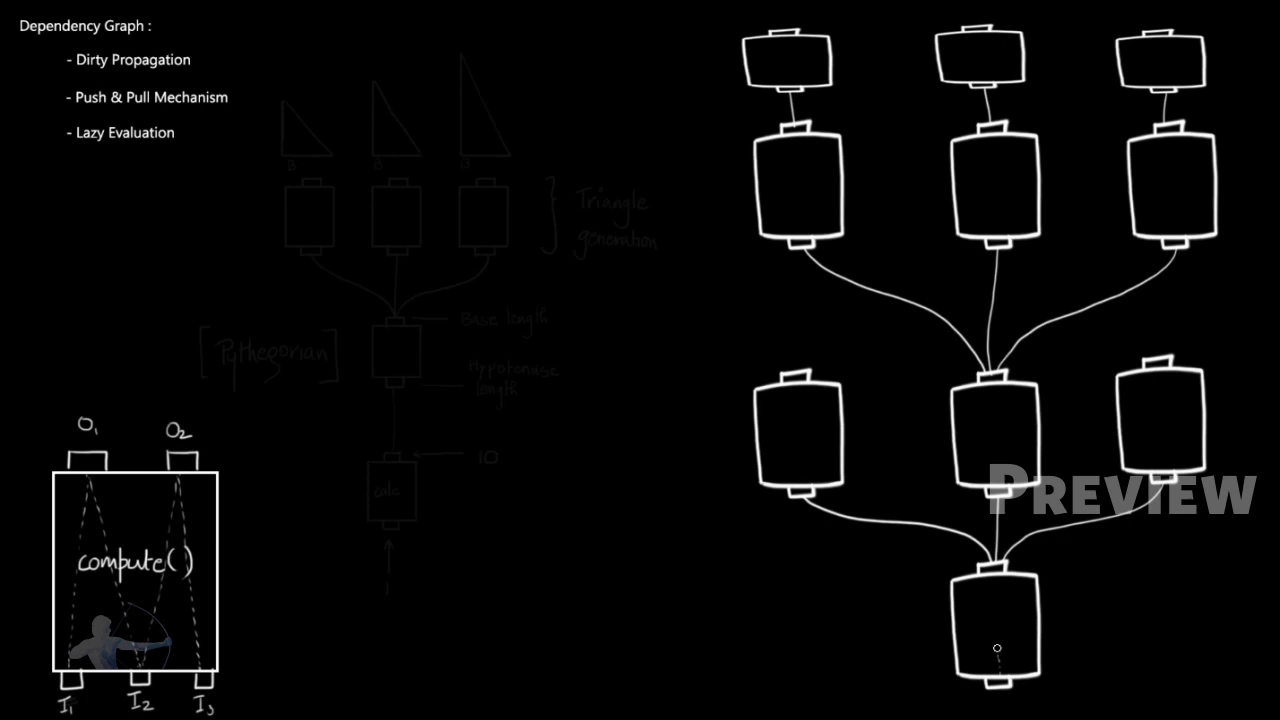 Dependency Graph :
- Dirty Propagation
- Push & Pull Mechanism
- Lazy Evaluation
B
B
B
Triangle
generation
Base length
[Pythegorian]
Hypotenuse
length
10
calc
O1
O2
compute()
I1
I2
I3
PREVIEW